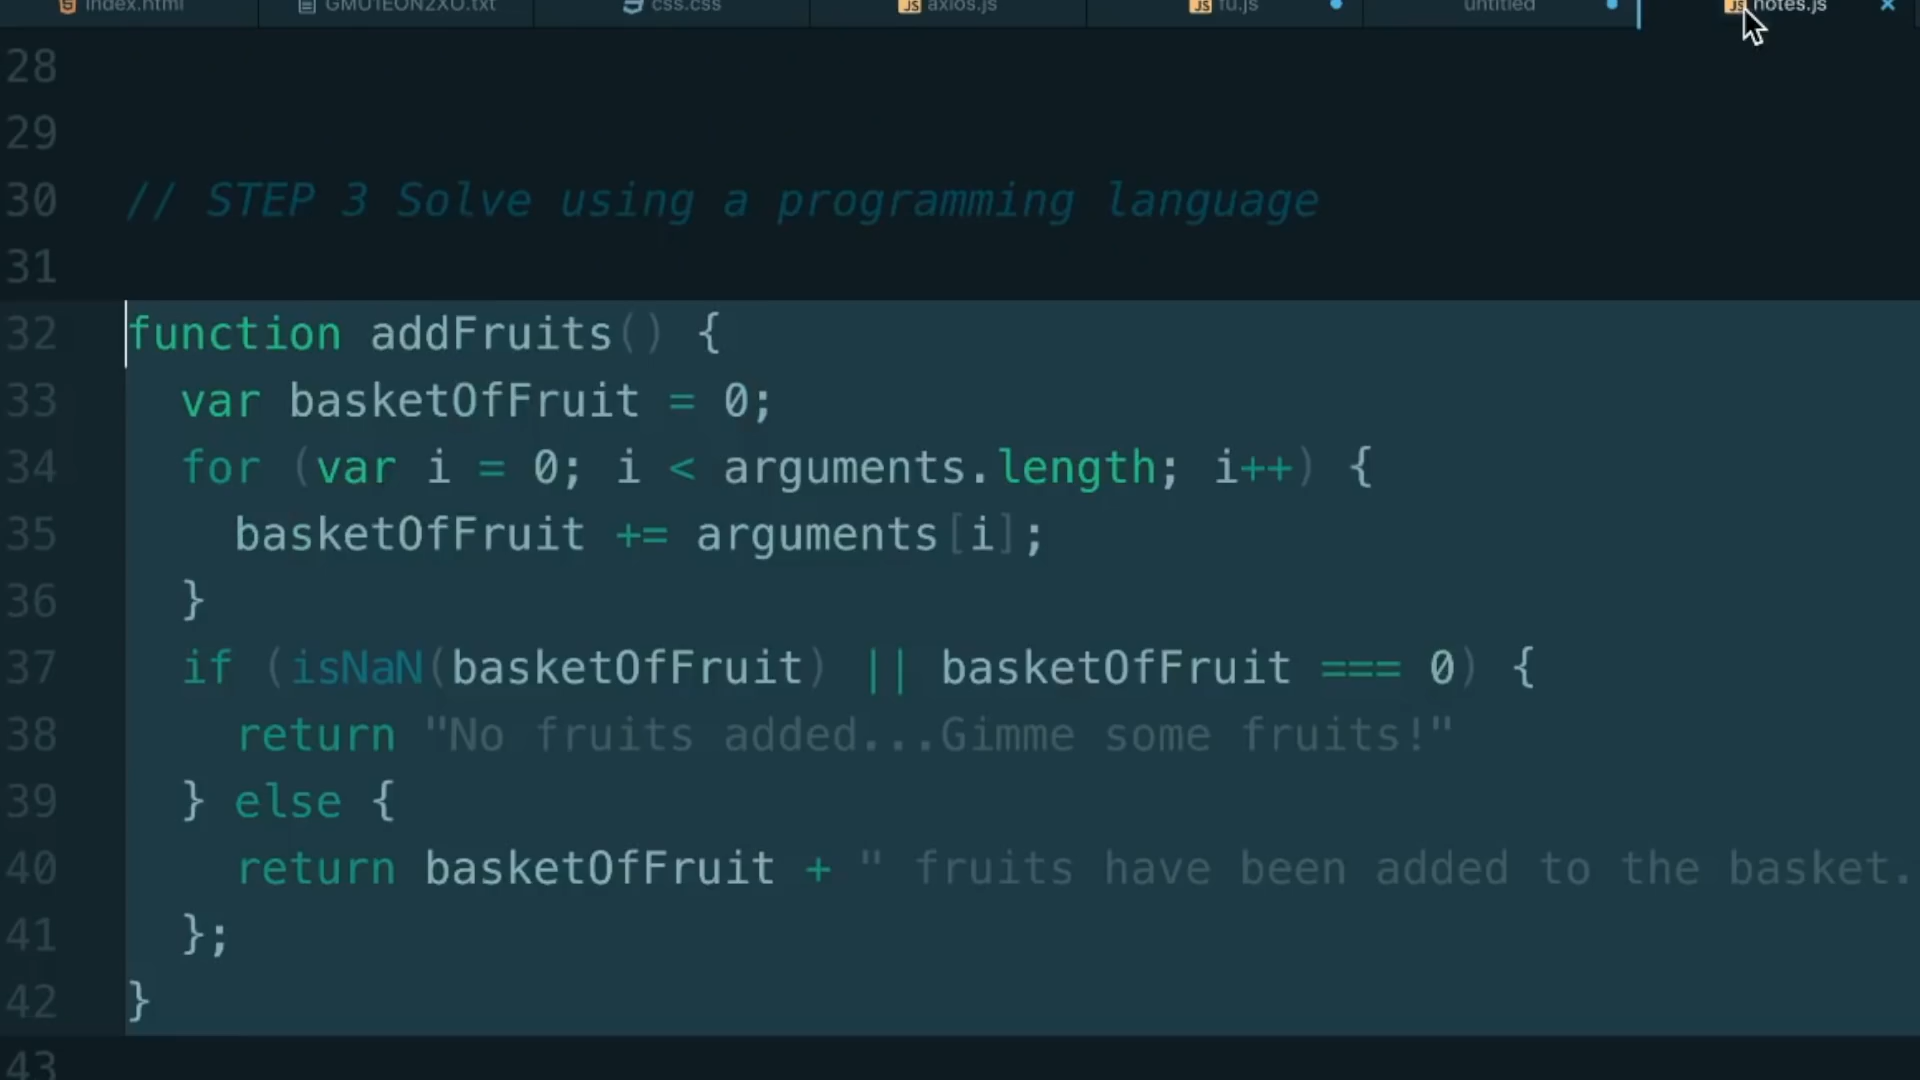 index.html GMUTEON2XO.txt css.css axios.js fu.js untitled notes.js
28
29
30 // STEP 3 Solve using a programming language
31
32 function addFruits() {
33 var basketOfFruit = 0;
34 for (var i = 0; i < arguments.length; i++) {
35 basketOfFruit += arguments[i];
36 }
37 if (isNaN(basketOfFruit) || basketOfFruit === 0) {
38 return "No fruits added...Gimme some fruits!"
39 } else {
40 return basketOfFruit + " fruits have been added to the basket.
41 };
42 }
43